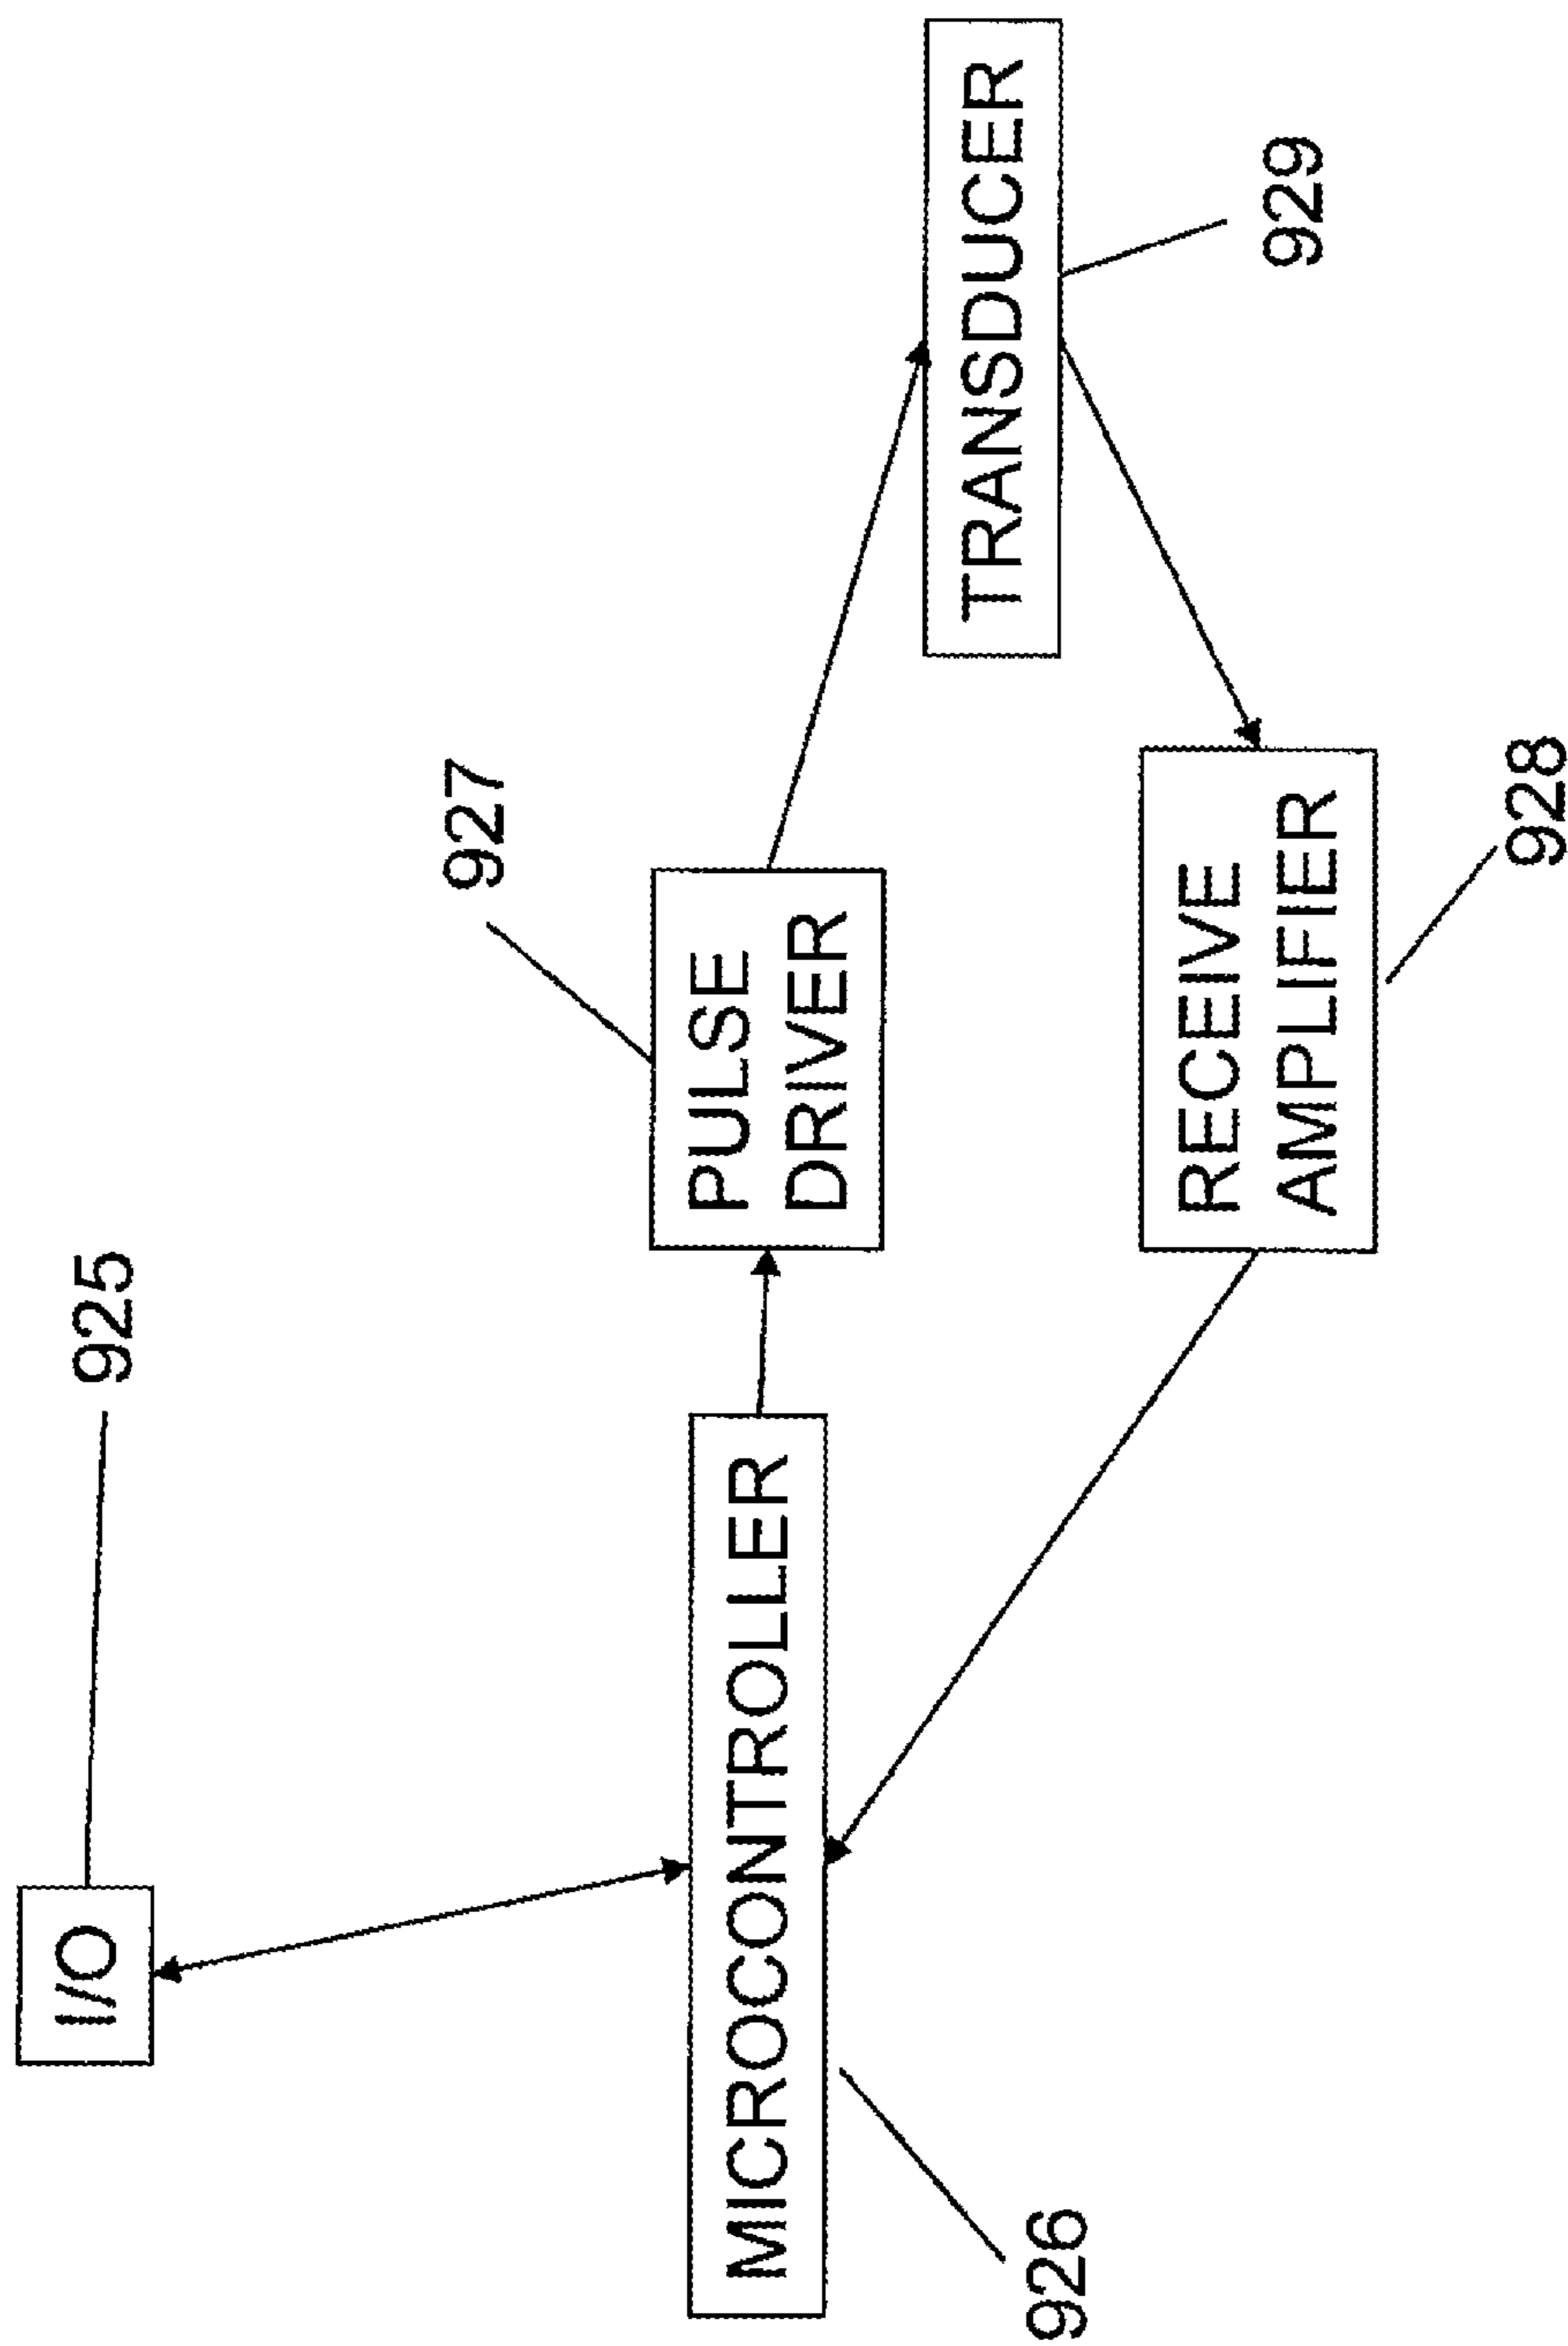 I/O
925
MICROCONTROLLER
926
PULSE
DRIVER
927
RECEIVE
AMPLIFIER
928
TRANSDUCER
929